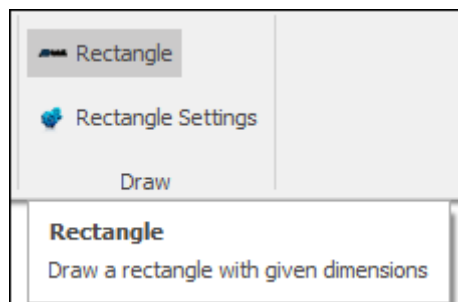 Rectangle
Rectangle Settings
Draw
Rectangle
Draw a rectangle with given dimensions